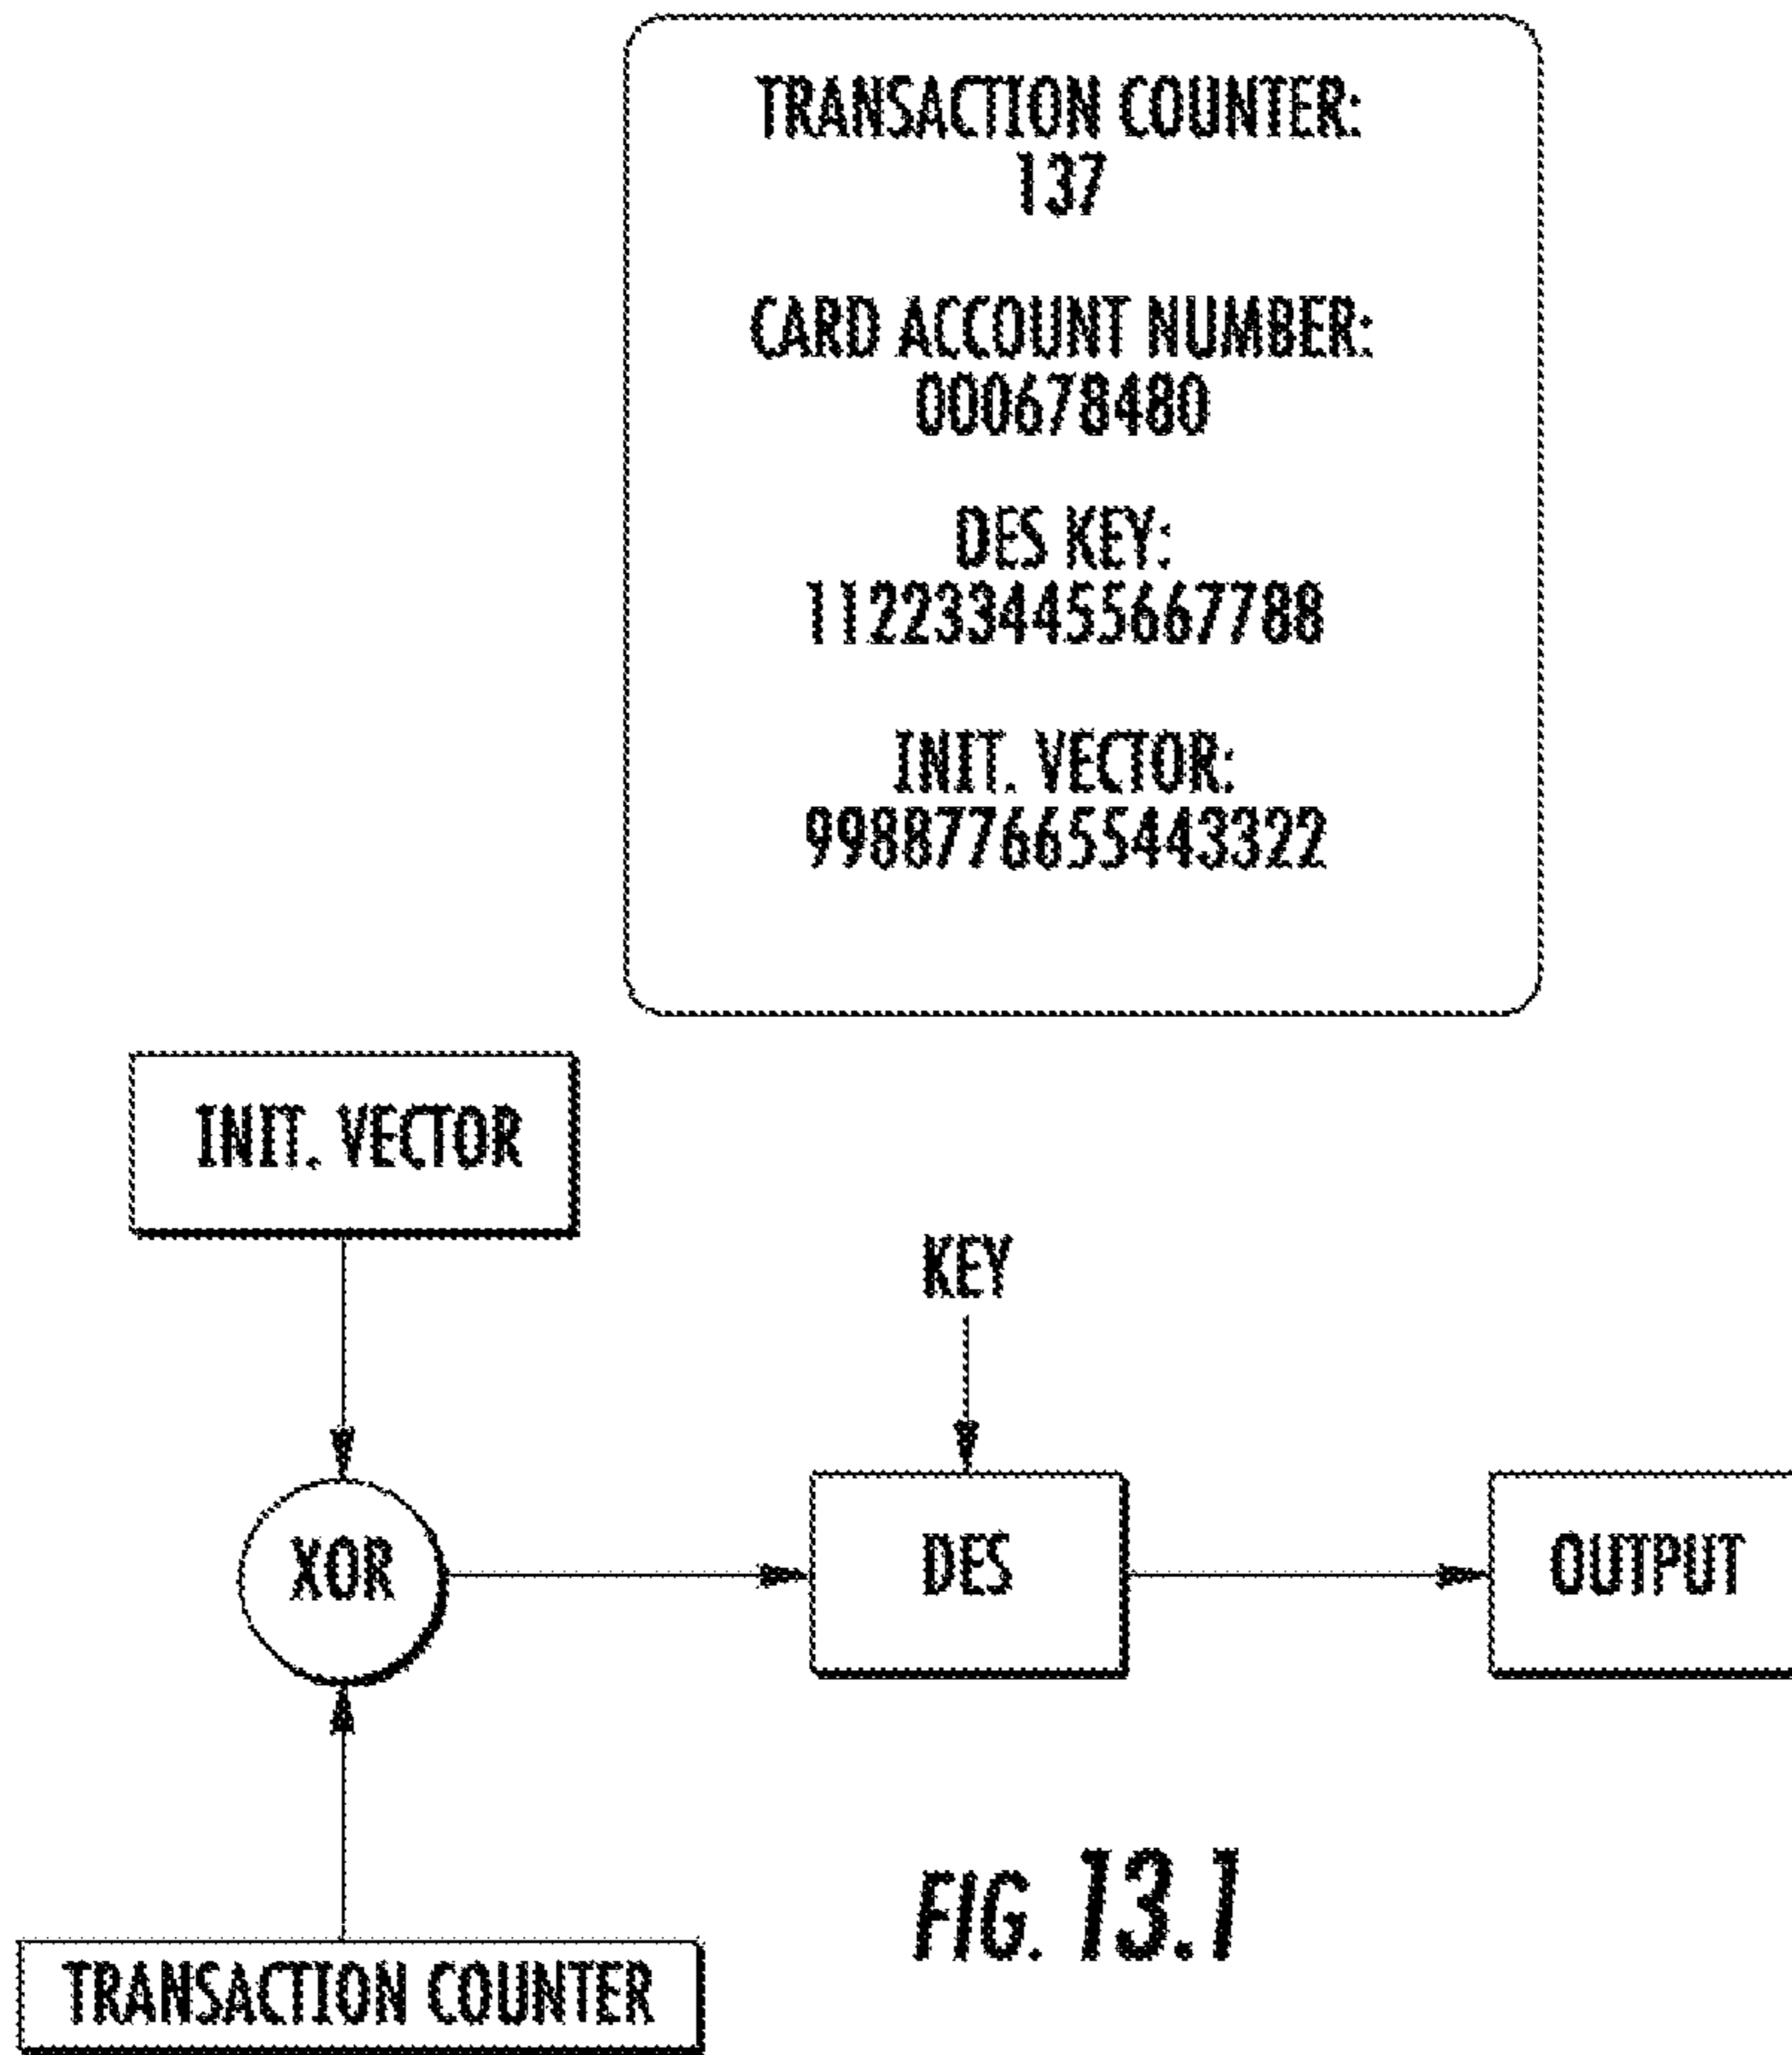 TRANSACTION COUNTER:
137
CARD ACCOUNT NUMBER:
000678480
DES KEY:
1122334455667788
INIT. VECTOR:
9988776655443322
INIT. VECTOR
KEY
XOR
DES
OUTPUT
TRANSACTION COUNTER
FIG. 13.1